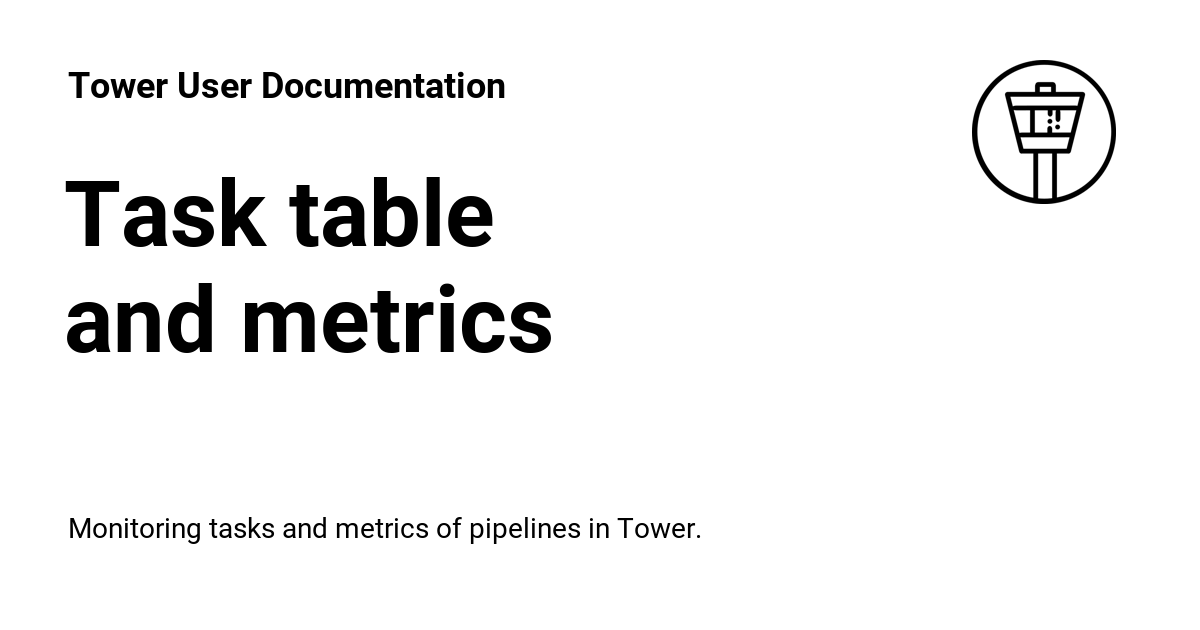 Tower User Documentation
Task table
and metrics
Monitoring tasks and metrics of pipelines in Tower.